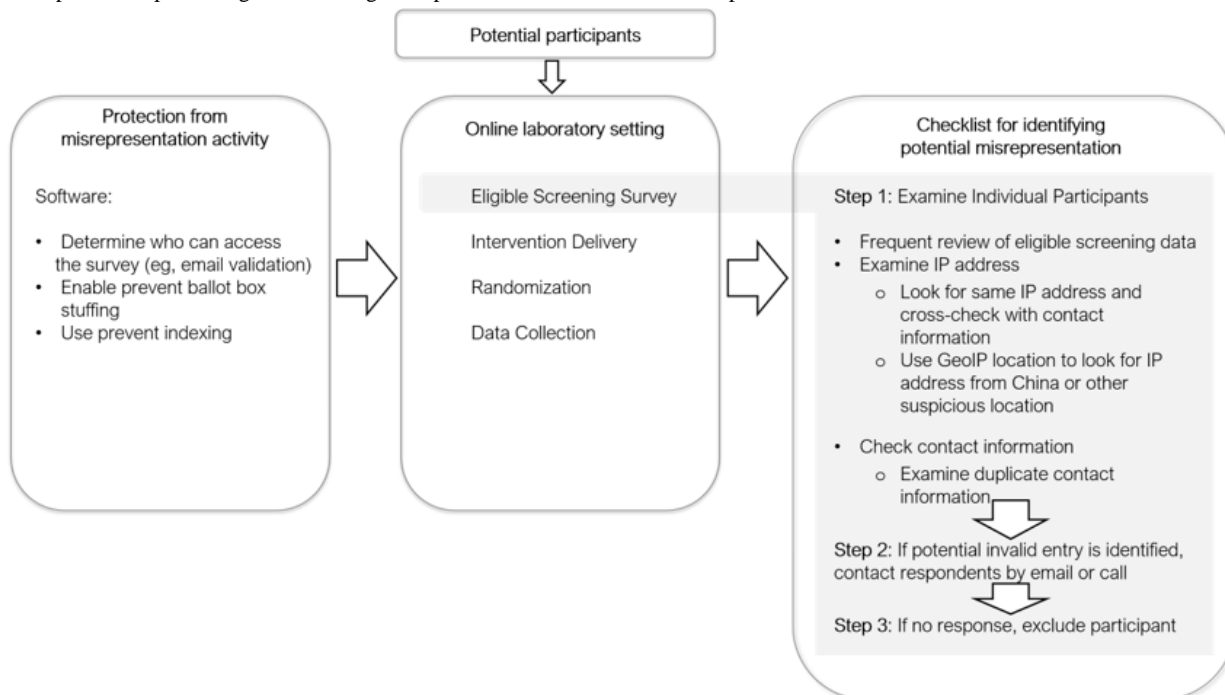 Potential participants
Protection from
misrepresentation activity
Software:
• Determine who can access
the survey (eg, email validation)
• Enable prevent ballot box
stuffing
• Use prevent indexing
Online laboratory setting
Eligible Screening Survey
Intervention Delivery
Randomization
Data Collection
Checklist for identifying
potential misrepresentation
Step 1: Examine Individual Participants
• Frequent review of eligible screening data
• Examine IP address
o Look for same IP address and
cross-check with contact
information
o Use GeoIP location to look for IP
address from China or other
suspicious location
• Check contact information
o Examine duplicate contact
information
Step 2: If potential invalid entry is identified,
contact respondents by email or call
Step 3: If no response, exclude participant